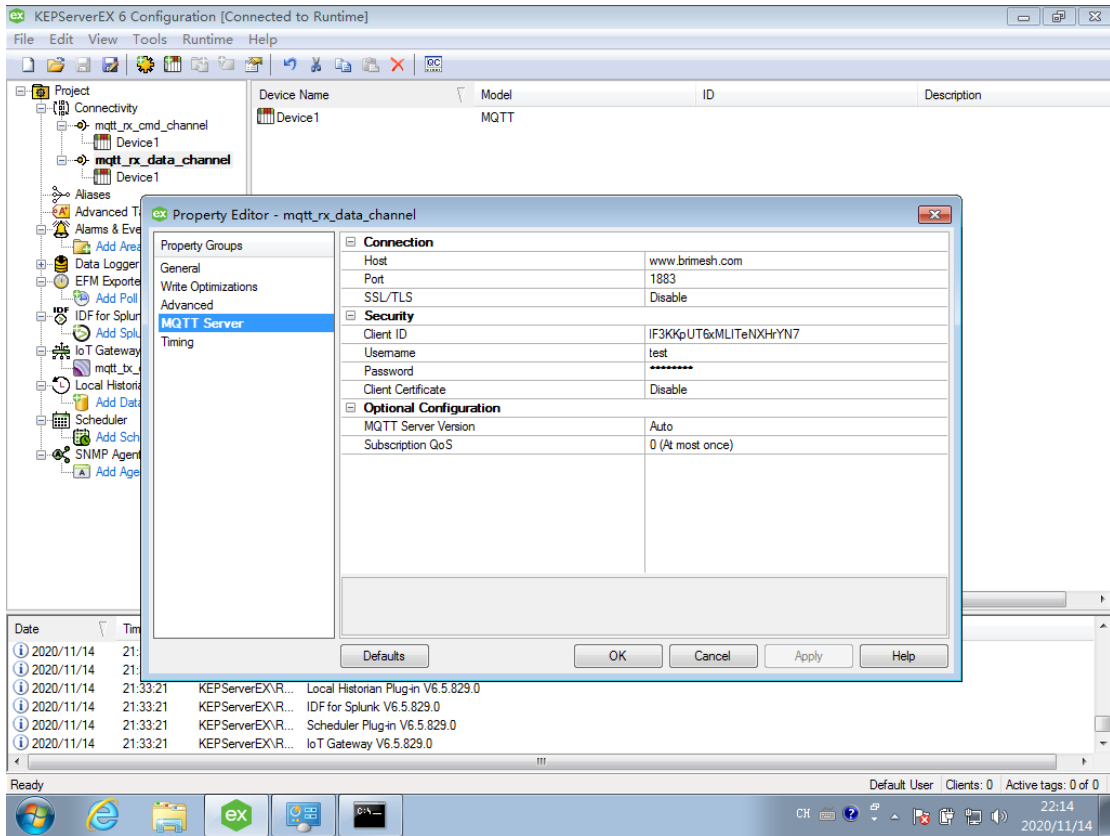 KEPServerEX 6 Configuration [Connected to Runtime]
File Edit View Tools Runtime Help
Project
Connectivity
mqtt_rx_cmd_channel
Device1
mqtt_rx_data_channel
Device1
Aliases
Advanced T
Alarms & Eve
Add Area
Data Logger
EFM Exporte
Add Poll
IDF for Splun
Add Splu
IoT Gateway
mqtt_tx_
Local Historia
Add Data
Scheduler
Add Sch
SNMP Agent
Add Age
Device Name Model ID Description
Device1 MQTT
Property Editor - mqtt_rx_data_channel
Property Groups
General
Write Optimizations
Advanced
MQTT Server
Timing
Connection
Host www.brimesh.com
Port 1883
SSL/TLS Disable
Security
Client ID IF3KKpUT6xMLITeNXHrYN7
Username test
Password ********
Client Certificate Disable
Optional Configuration
MQTT Server Version Auto
Subscription QoS 0 (At most once)
Defaults OK Cancel Apply Help
Date Tim
2020/11/14 21:
2020/11/14 21:
2020/11/14 21:33:21 KEPServerEX\R... Local Historian Plug-in V6.5.829.0
2020/11/14 21:33:21 KEPServerEX\R... IDF for Splunk V6.5.829.0
2020/11/14 21:33:21 KEPServerEX\R... Scheduler Plug-in V6.5.829.0
2020/11/14 21:33:21 KEPServerEX\R... IoT Gateway V6.5.829.0
Ready Default User Clients: 0 Active tags: 0 of 0
CH 22:14
2020/11/14